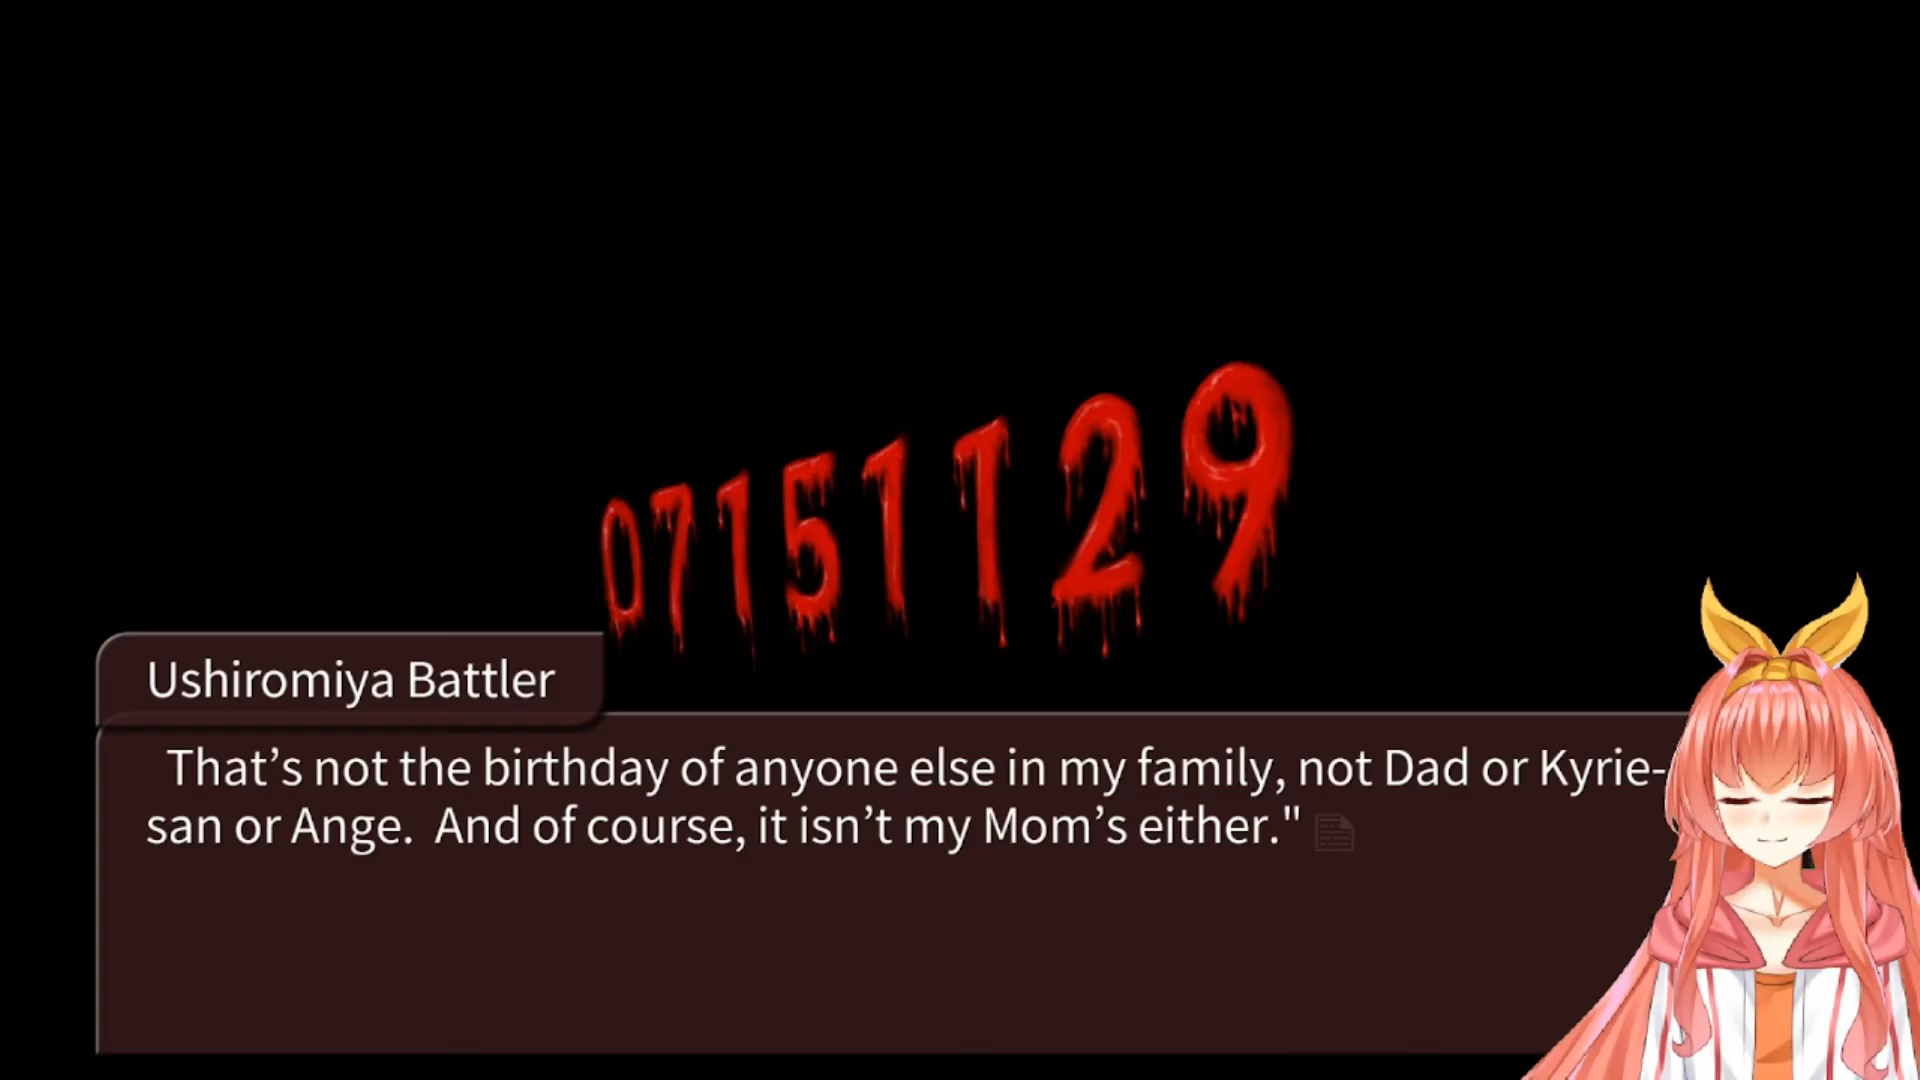 07151129
Ushiromiya Battler
That’s not the birthday of anyone else in my family, not Dad or Kyrie-
san or Ange.  And of course, it isn’t my Mom’s either."